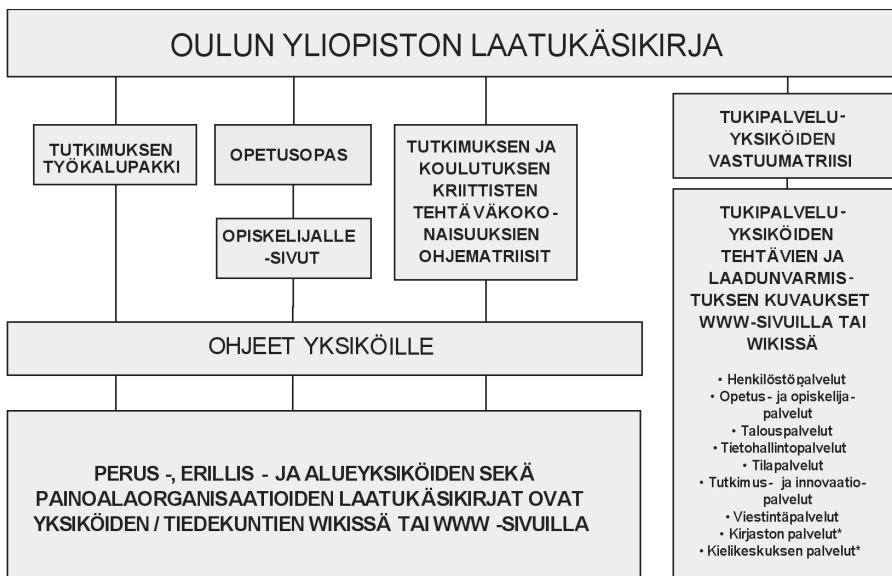 OULUN YLIOPISTON LAATUKÄSIKIRJA
TUTKIMUKSEN
TYÖKALUPAKKI
OPETUSOPAS
OPISKELIJALLE
-SIVUT
TUTKIMUKSEN JA
KOULUTUKSEN
KRIITTISTEN
TEHTÄVÄKOKO-
NAISUUKSIEN
OHJEMATRIISIT
OHJEET YKSIKÖILLE
PERUS -, ERILLIS - JA ALUEYKSIKÖIDEN SEKÄ
PAINOALAORGANISAATIOIDEN LAATUKÄSIKIRJAT OVAT
YKSIKÖIDEN / TIEDEKUNTIEN WIKISSÄ TAI WWW -SIVUILLA
TUKIPALVELU-
YKSIKÖIDEN
VASTUUMATRIISI
TUKIPALVELU-
YKSIKÖIDEN
TEHTÄVIEN JA
LAADUNVARMIS-
TUKSEN KUVAUKSET
WWW-SIVUILLA TAI
WIKISSÄ
• Henkilöstöpalvelut
• Opetus - ja opiskelija-
palvelut
• Talouspalvelut
• Tietohallintopalvelut
• Tilapalvelut
• Tutkimus - ja innovaatio-
palvelut
• Viestintäpalvelut
• Kirjaston palvelut*
• Kielikeskuksen palvelut*